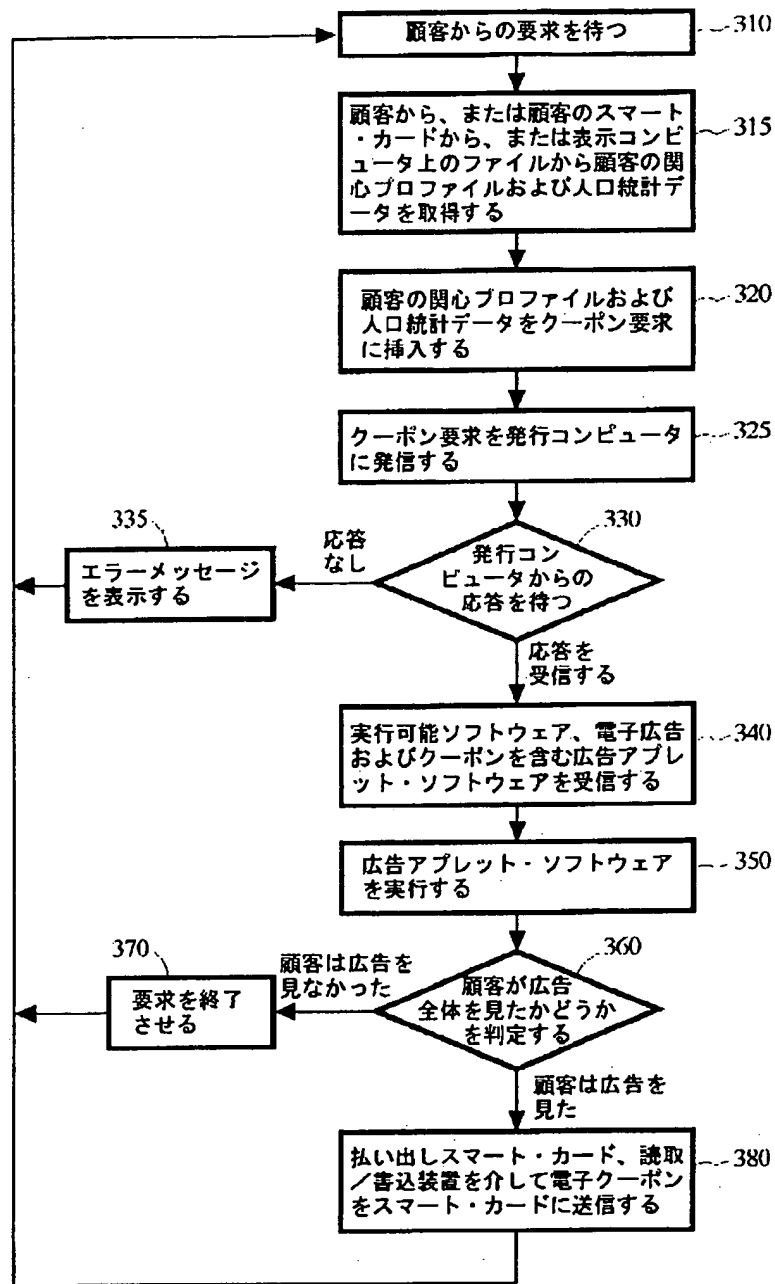 顧客からの要求を待つ
310
顧客から、または顧客のスマート
・カードから、または表示コンピュ
ータ上のファイルから顧客の関
心プロファイルおよび人口統計デ
ータを取得する
315
顧客の関心プロファイルおよび
人口統計データをクーポン要求
に挿入する
320
クーポン要求を発行コンピュータ
に発信する
325
335
エラーメッセージ
を表示する
応答
なし
330
発行コン
ピュータからの
応答を待つ
応答を
受信する
実行可能ソフトウェア、電子広告
およびクーポンを含む広告アプレ
ット・ソフトウェアを受信する
340
広告アプレット・ソフトウェア
を実行する
350
370
要求を終了
させる
顧客は広告を
見なかった
360
顧客が広告
全体を見たかどうか
を判定する
顧客は広告を
見た
払い出しスマート・カード、読取
/書込装置を介して電子クーポン
をスマート・カードに送信する
380